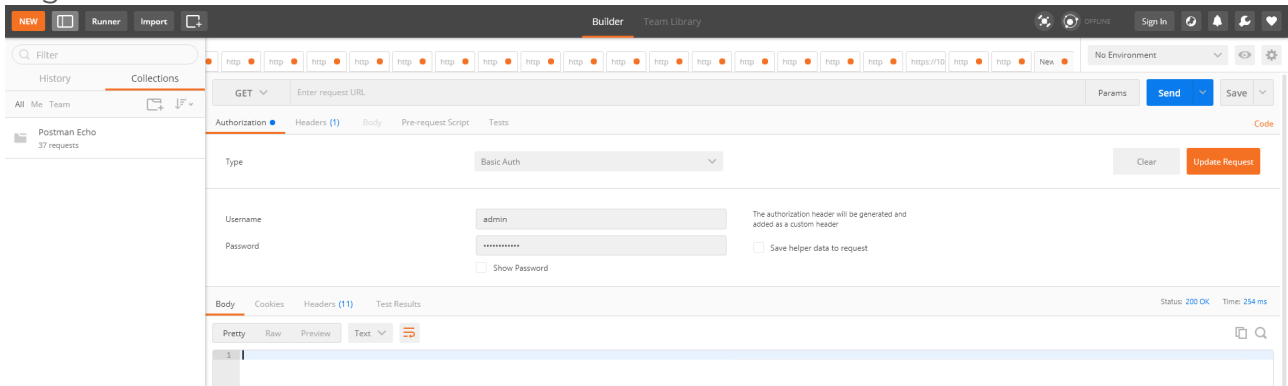 NEW Runner Import Builder Team Library OFFLINE Sign In
Filter
History Collections
All Me Team
Postman Echo
37 requests
http http http http http http http http http http http http http http http http https://10 http http New No Environment
GET Enter request URL Params Send Save
Authorization Headers (1) Body Pre-request Script Tests Code
Type Basic Auth Clear Update Request
Username admin The authorization header will be generated and
added as a custom header
Password •••••••••••• Save helper data to request
Show Password
Body Cookies Headers (11) Test Results Status: 200 OK Time: 254 ms
Pretty Raw Preview Text
1